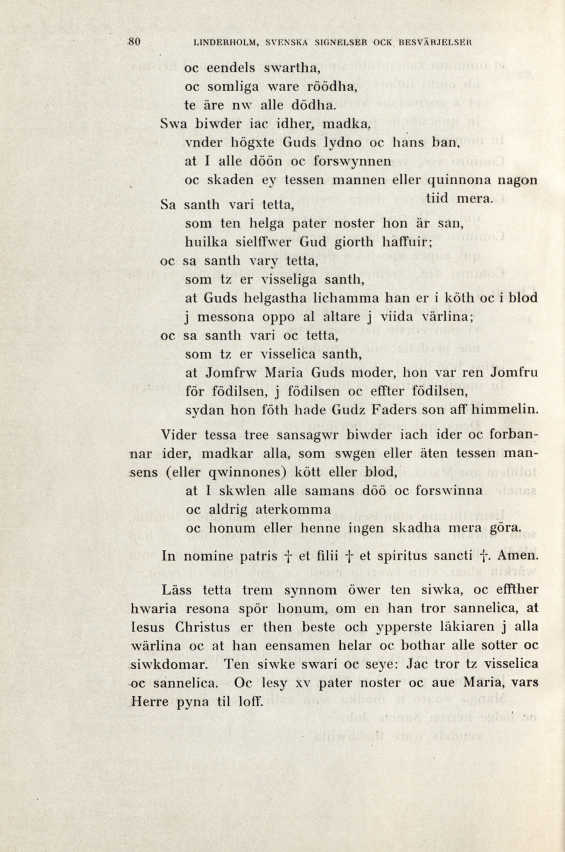 80 LINDERHOLM, SVENSKA SIGNELSER OCK BESVÄRJELSER
oc eendels swartha,
oc somliga ware röödha,
te äre nw alle dödha.
Swa biwder iac idher, madka,
vnder högxte Guds lydno oc hans ban,
at I alle döön oc forswynnen
oc skaden ey tessen mannen eller quinnona nagon
tiid mera.
Sa santh vari tetta,
som ten helga pater noster hon är san,
huilka sielffwer Gud giorth haffuir;
oc sa santh vary tetta,
som tz er visseliga santh,
at Guds helgastha lichamma han er i köth oc i blod
j messona oppo al altare j viida värlina;
oc sa santh vari oc tetta,
som tz er visselica santh,
at Jomfrw Maria Guds moder, hon var ren Jomfru
för födilsen, j födilsen oc effter födilsen,
sydan hon föth hade Gudz Faders son aff himmelin.
Vider tessa tree sansagwr biwder iach ider oc forban-
nar ider, madkar alla, som swgen eller äten tessen man-
sens (eller qwinnones) kött eller blod,
at I skwlen alle samans döö oc forswinna
oc aldrig aterkomma
oc honum eller henne ingen skadha mera göra.
In nomine patris † et filii † et spiritus sancti †. Amen.
Läss tetta trem synnom öwer ten siwka, oc effther
hwaria resona spör honum, om en han tror sannelica, at
Iesus Christus er then beste och ypperste läkiaren j alla
wärlina oc at han eensamen helar oc bothar alle sotter oc
siwkdomar. Ten siwke swari oc seye: Jac tror tz visselica
oc sannelica. Oc lesy xv pater noster oc aue Maria, vars
Herre pyna til loff.